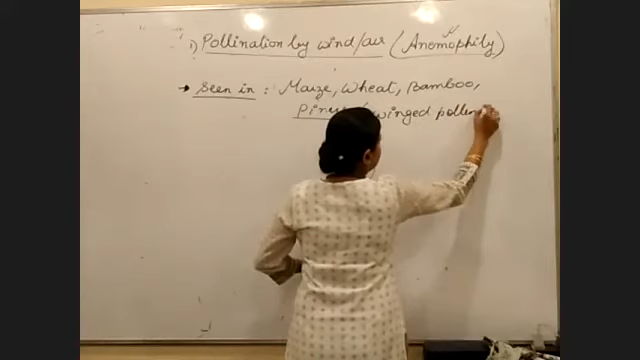 1) Pollination by wind/air (Anemophily)
→ Seen in : Maize, Wheat, Bamboo,
winged pollen